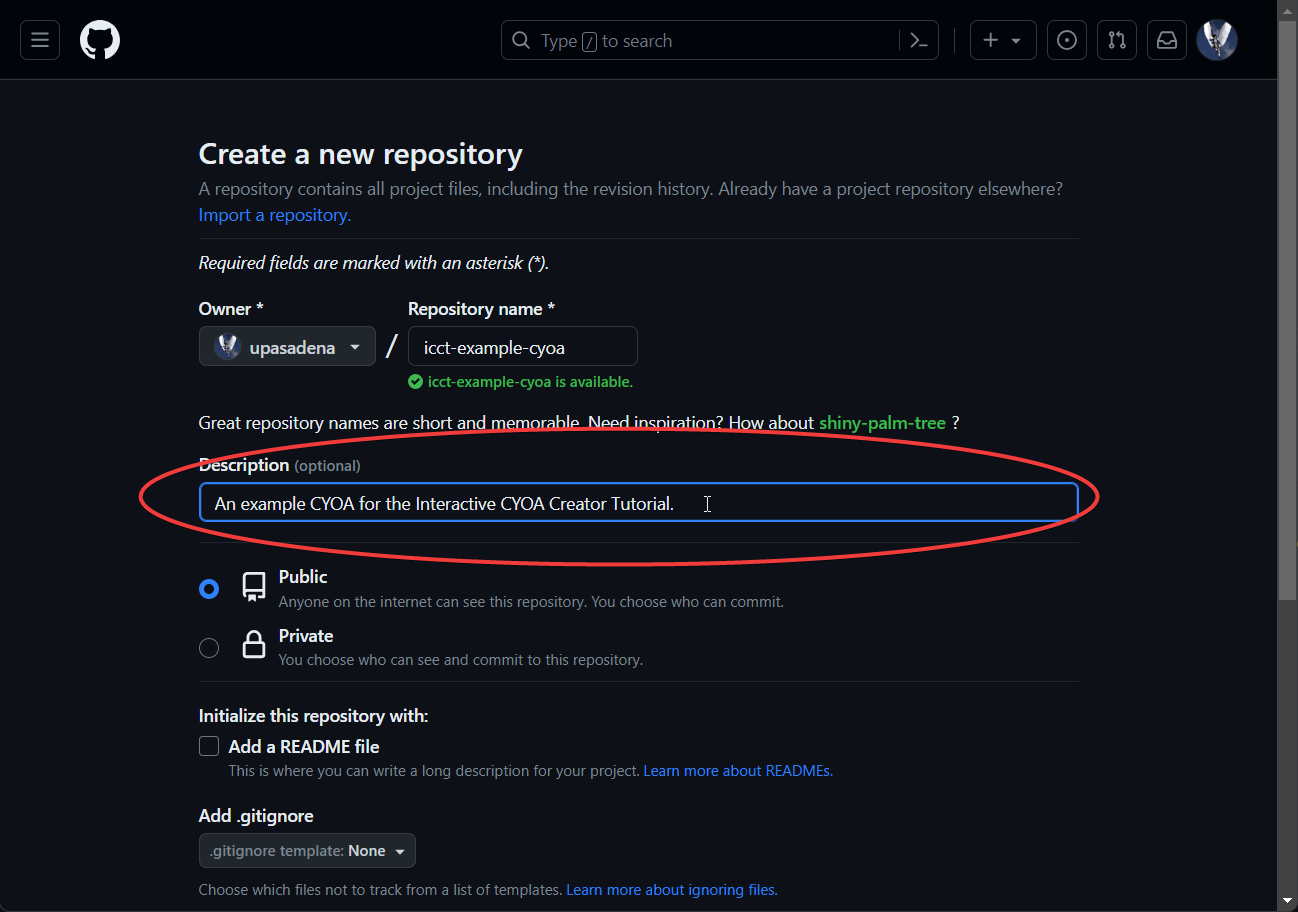 Type / to search
Create a new repository
A repository contains all project files, including the revision history. Already have a project repository elsewhere?
Import a repository.
Required fields are marked with an asterisk (*).
Owner *
Repository name *
upasadena
/
icct-example-cyoa
icct-example-cyoa is available.
Great repository names are short and memorable. Need inspiration? How about shiny-palm-tree ?
Description (optional)
An example CYOA for the Interactive CYOA Creator Tutorial.
Public
Anyone on the internet can see this repository. You choose who can commit.
Private
You choose who can see and commit to this repository.
Initialize this repository with:
Add a README file
This is where you can write a long description for your project. Learn more about READMEs.
Add .gitignore
.gitignore template: None
Choose which files not to track from a list of templates. Learn more about ignoring files.